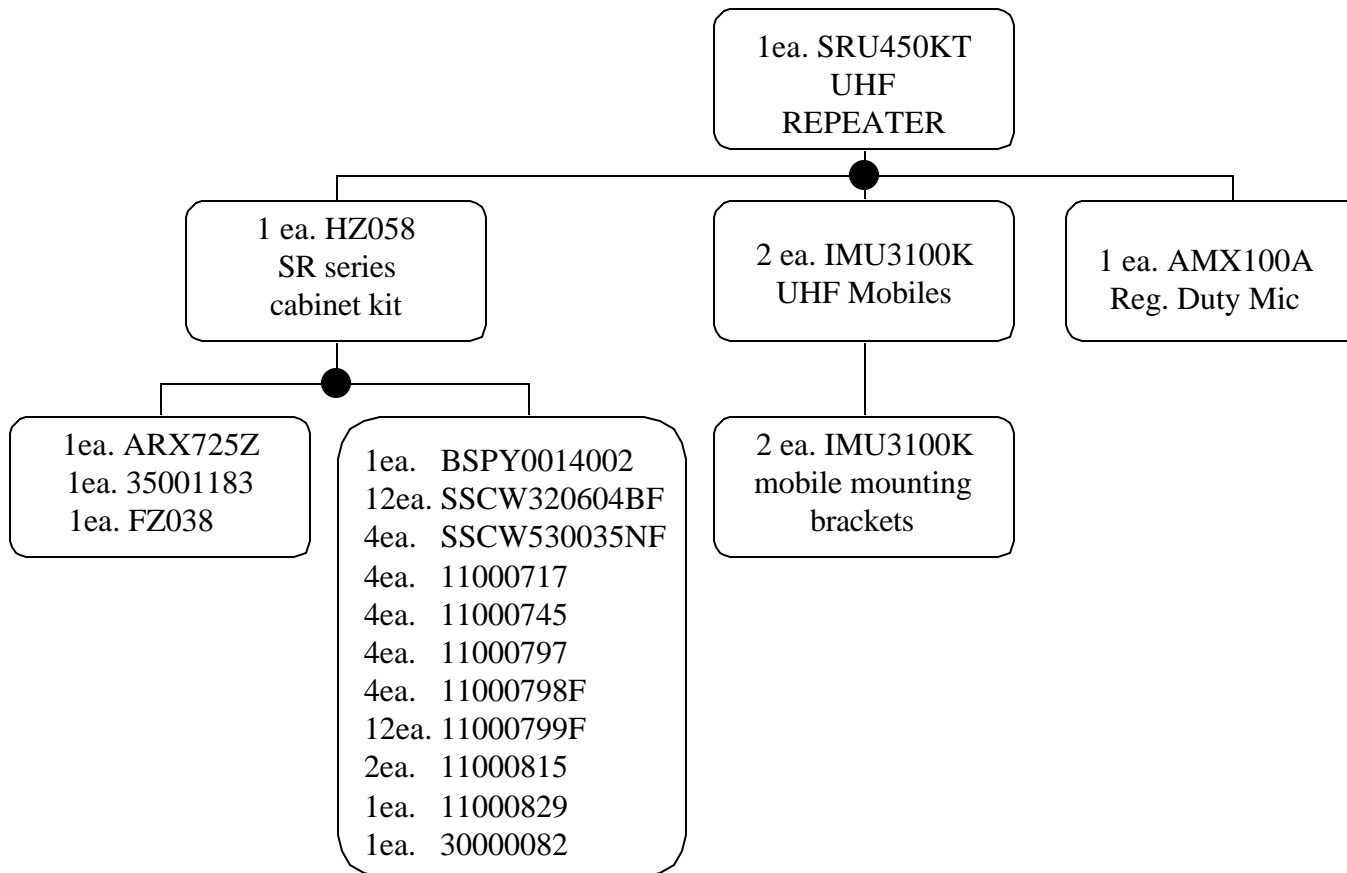 1ea. SRU450KT
UHF
REPEATER
1 ea. HZ058
SR series
cabinet kit
2 ea. IMU3100K
UHF Mobiles
1 ea. AMX100A
Reg. Duty Mic
1ea. ARX725Z
1ea. 35001183
1ea. FZ038
1ea. BSPY0014002
12ea. SSCW320604BF
4ea. SSCW530035NF
4ea. 11000717
4ea. 11000745
4ea. 11000797
4ea. 11000798F
12ea. 11000799F
2ea. 11000815
1ea. 11000829
1ea. 30000082
2 ea. IMU3100K
mobile mounting
brackets